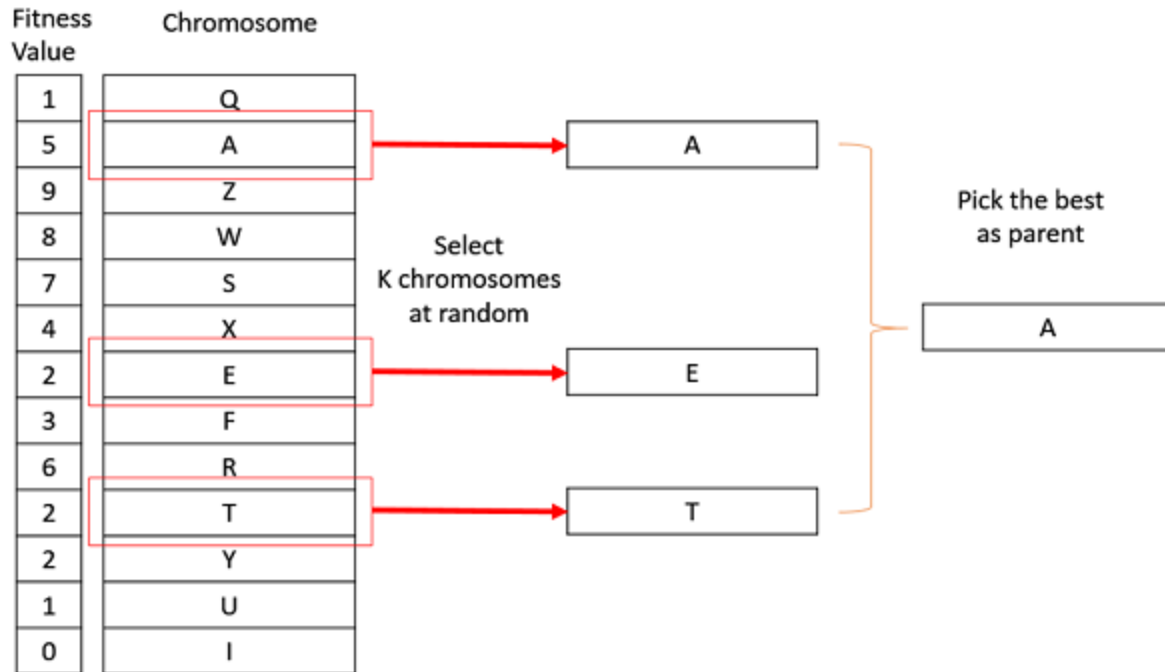 Fitness
Value
Chromosome
1 Q
5 A
9 Z
8 W
7 S
4 X
2 E
3 F
6 R
2 T
2 Y
1 U
0 I
Select
K chromosomes
at random
A
E
T
Pick the best
as parent
A